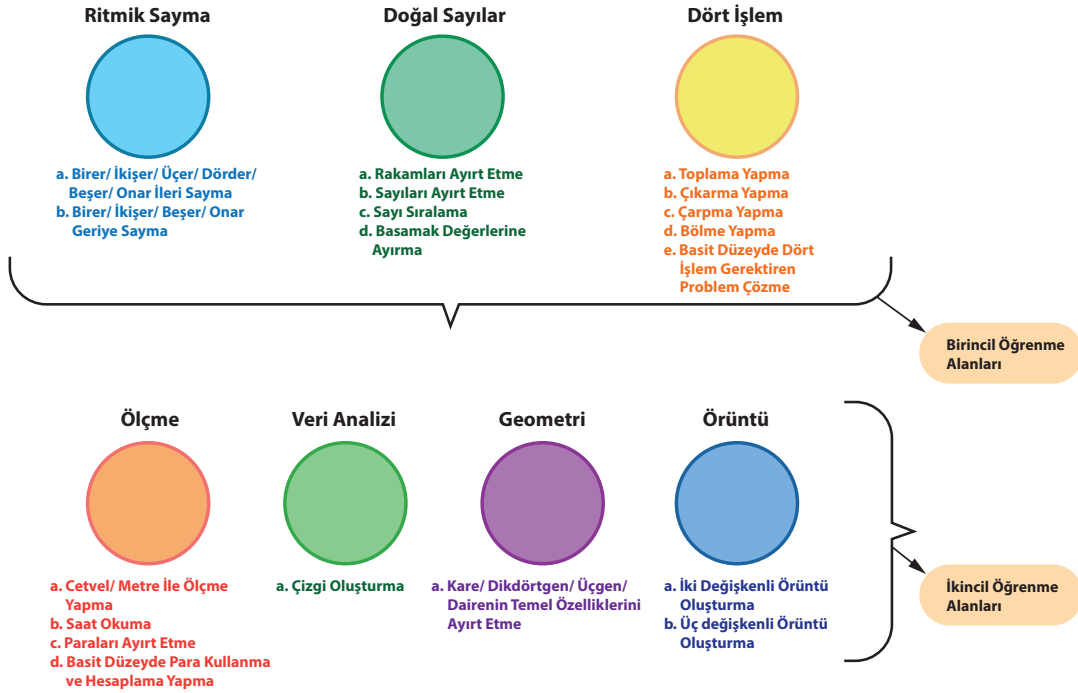 Ritmik Sayma
a. Birer/ İkişer/ Üçer/ Dörder/
Beşer/ Onar İleri Sayma
b. Birer/ İkişer/ Beşer/ Onar
Geriye Sayma
Doğal Sayılar
a. Rakamları Ayırt Etme
b. Sayıları Ayırt Etme
c. Sayı Sıralama
d. Basamak Değerlerine
Ayırma
Dört İşlem
a. Toplama Yapma
b. Çıkarma Yapma
c. Çarpma Yapma
d. Bölme Yapma
e. Basit Düzeyde Dört
İşlem Gerektiren
Problem Çözme
Birincil Öğrenme
Alanları
Ölçme
a. Cetvel/ Metre İle Ölçme
Yapma
b. Saat Okuma
c. Paraları Ayırt Etme
d. Basit Düzeyde Para Kullanma
ve Hesaplama Yapma
Veri Analizi
a. Çizgi Oluşturma
Geometri
a. Kare/ Dikdörtgen/ Üçgen/
Dairenin Temel Özelliklerini
Ayırt Etme
Örüntü
a. İki Değişkenli Örüntü
Oluşturma
b. Üç değişkenli Örüntü
Oluşturma
İkincil Öğrenme
Alanları